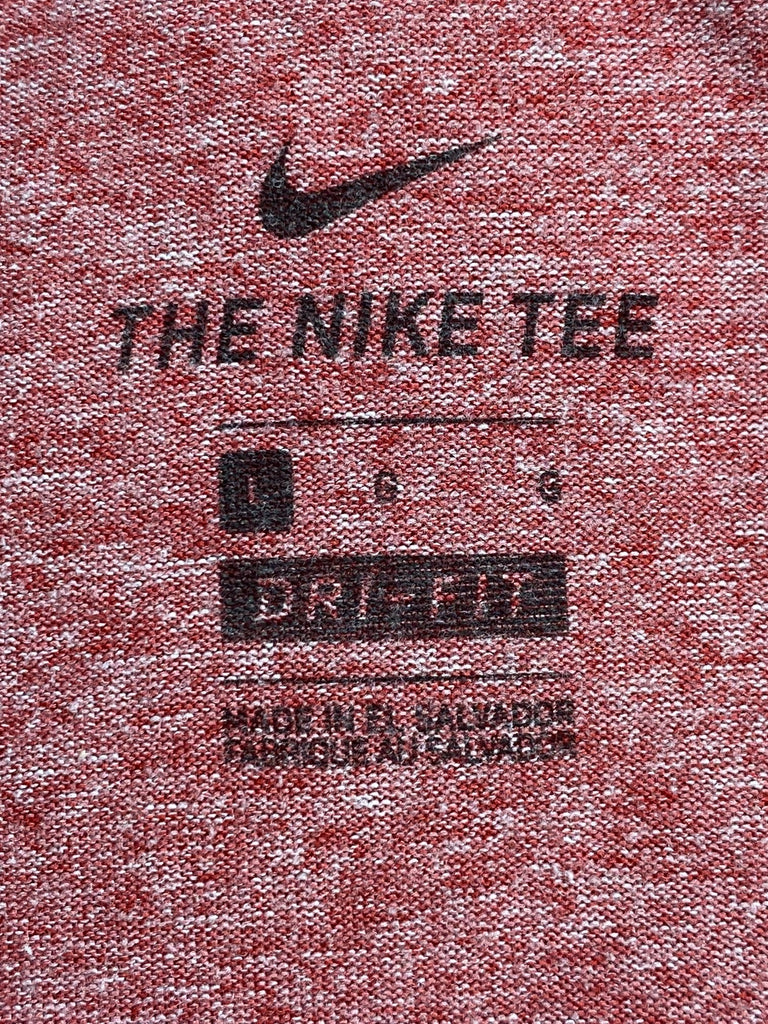 THE NIKE TEE
L G G
DRI-FIT
MADE IN EL SALVADOR
FABRIQUE AU SALVADOR